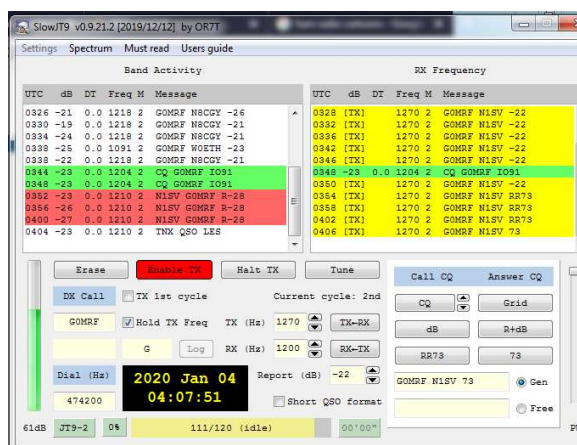 SlowJT9 v0.9.21.2 [2019/12/12] by OR7T
Settings Spectrum Must read Users guide
Band Activity
UTC dB DT Freq M Message
0326 -21 0.0 1218 2 G0MRF N8CGY -26
0330 -19 0.0 1218 2 G0MRF N8CGY -21
0334 -24 0.0 1218 2 G0MRF N8CGY -21
0338 -25 0.0 1091 2 G0MRF W0ETH -23
0338 -22 0.0 1218 2 G0MRF N8CGY -21
0344 -23 0.0 1204 2 CQ G0MRF IO91
0348 -23 0.0 1204 2 CQ G0MRF IO91
0352 -23 0.0 1210 2 N1SV G0MRF R-28
0356 -26 0.0 1210 2 N1SV G0MRF R-28
0400 -27 0.0 1210 2 N1SV G0MRF R-28
0404 -23 0.0 1210 2 TNX QSO LES
RX Frequency
UTC dB DT Freq M Message
0328 [TX] 1270 2 G0MRF N1SV -22
0332 [TX] 1270 2 G0MRF N1SV -22
0336 [TX] 1270 2 G0MRF N1SV -22
0342 [TX] 1270 2 G0MRF N1SV -22
0346 [TX] 1270 2 G0MRF N1SV -22
0348 -23 0.0 1204 2 CQ G0MRF IO91
0350 [TX] 1270 2 G0MRF N1SV -22
0354 [TX] 1270 2 G0MRF N1SV RR73
0358 [TX] 1270 2 G0MRF N1SV RR73
0402 [TX] 1270 2 G0MRF N1SV RR73
0406 [TX] 1270 2 G0MRF N1SV 73
Erase Enable TX Halt TX Tune
DX Call TX 1st cycle Current cycle: 2nd
G0MRF Hold TX Freq TX (Hz) 1270 TX←RX
G Log RX (Hz) 1200 RX←TX
Dial (Hz) 2020 Jan 04 Report (dB) -22
474200 04:07:51 Short QSO format
61dB JT9-2 0% 111/120 (idle) 00'00"
Call CQ Answer CQ
CQ Grid
dB R+dB
RR73 73
G0MRF N1SV 73 Gen
Free